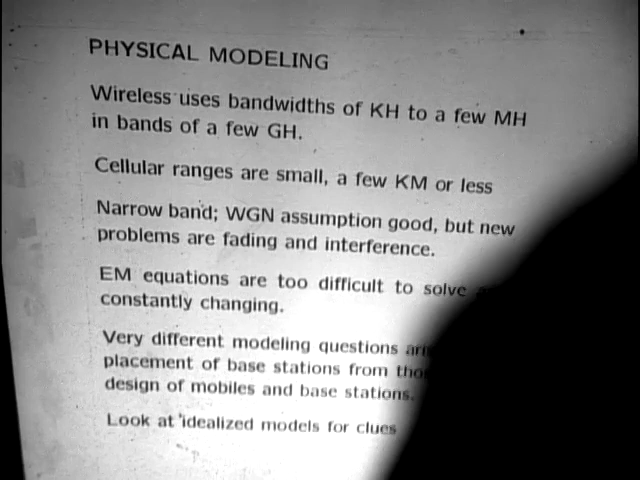 PHYSICAL MODELING
Wireless uses bandwidths of KH to a few MH
in bands of a few GH.
Cellular ranges are small, a few KM or less
Narrow band; WGN assumption good, but new
problems are fading and interference.
EM equations are too difficult to solve
constantly changing.
Very different modeling questions
placement of base stations from
design of mobiles and base stations.
Look at idealized models for clues